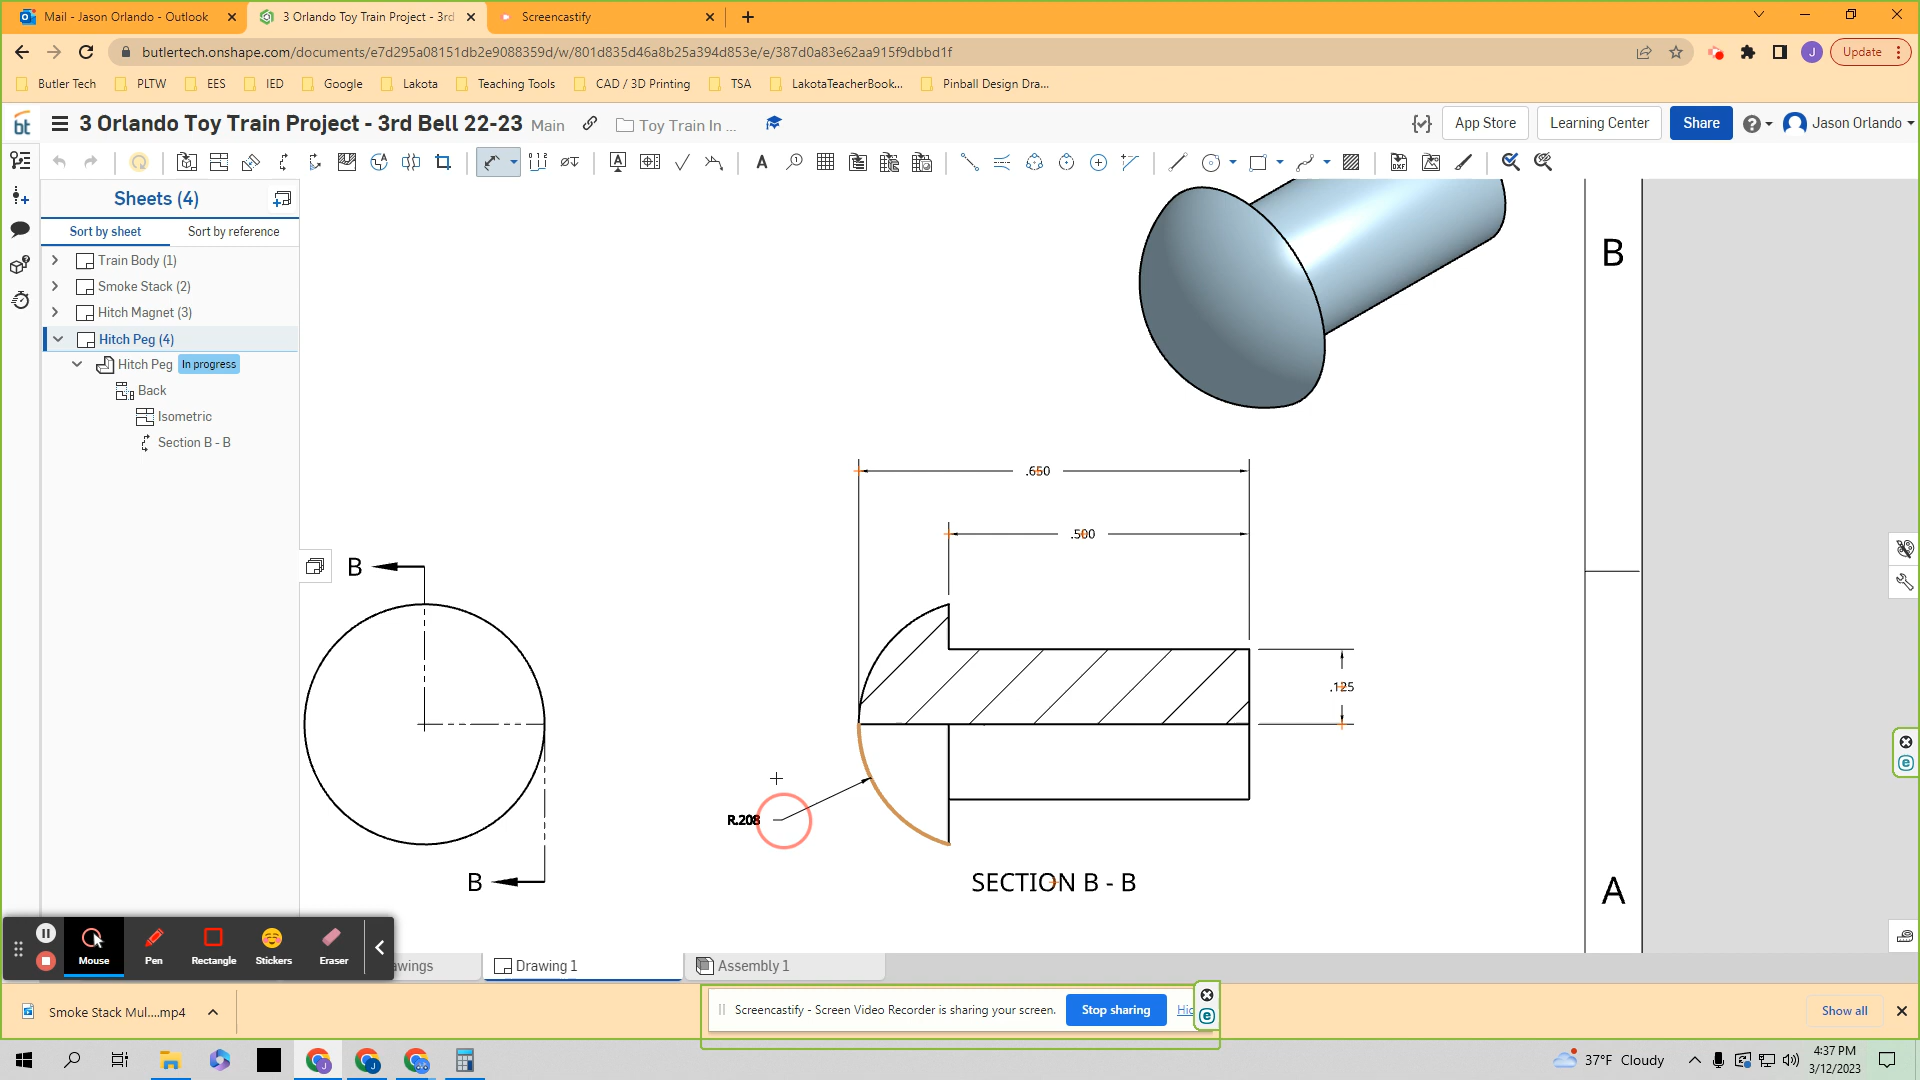 Mail - Jason Orlando - Outlook
3 Orlando Toy Train Project - 3rd
Screencastify
butlertech.onshape.com/documents/e7d295a08151db2e9088359d/w/801d835d46a8b25a394d853e/e/387d0a83e62aa915f9dbbd1f
J
Update
Butler Tech
PLTW
EES
IED
Google
Lakota
Teaching Tools
CAD / 3D Printing
TSA
LakotaTeacherBook...
Pinball Design Dra...
bt
3 Orlando Toy Train Project - 3rd Bell 22-23
Main
Toy Train In ...
App Store
Learning Center
Share
Jason Orlando
Sheets (4)
Sort by sheet
Sort by reference
Train Body (1)
Smoke Stack (2)
Hitch Magnet (3)
Hitch Peg (4)
Hitch Peg
In progress
Back
Isometric
Section B - B
B
.650
.500
B
.125
R.208
B
SECTION B - B
A
Mouse
Pen
Rectangle
Stickers
Eraser
awings
Drawing 1
Assembly 1
Smoke Stack Mul....mp4
Screencastify - Screen Video Recorder is sharing your screen.
Stop sharing
Show all
37°F Cloudy
4:37 PM
3/12/2023